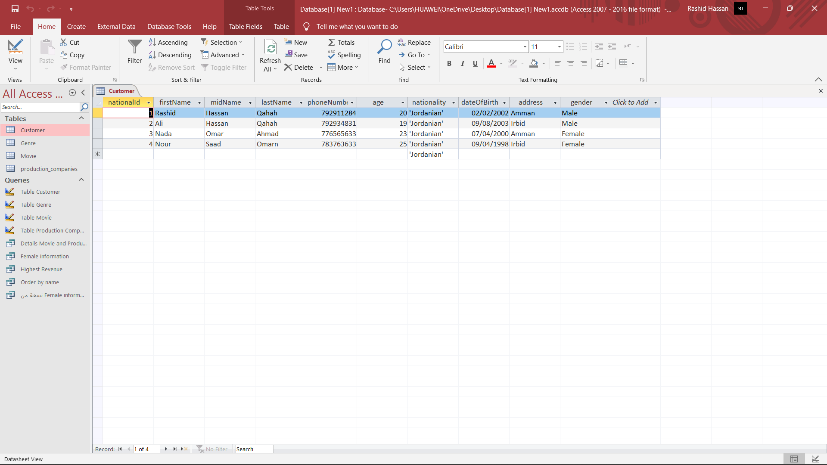 Table Tools
Database[1] New1 : Database- C:\Users\HUAWEI\OneDrive\Desktop\Database[1] New1.accdb (Access 2007 - 2016 file format) -...
Rashid Hassan
File Home Create External Data Database Tools Help Table Fields Table Tell me what you want to do
View
Views
Paste
Cut
Copy
Format Painter
Clipboard
Filter
Ascending
Descending
Remove Sort
Selection
Advanced
Toggle Filter
Sort & Filter
Refresh
All
New
Save
Delete
Totals
Spelling
More
Records
Find
Replace
Go To
Select
Find
Calibri 11
B I U A
Text Formatting
All Access ...
Search...
Tables
Customer
Genre
Movie
production_companies
Queries
Table Customer
Table Genre
Table Movie
Table Production Comp...
Details Movie and Produ...
Female Information
Highest Revenue
Order by name
Customer
nationalId firstName midName lastName phoneNumb age nationality dateOfBirth address gender Click to Add
1 Rashid Hassan Qahah 792911284 20 'Jordanian' 02/02/2002 Amman Male
2 Ali Hassan Qahah 792934831 19 'Jordanian' 09/08/2003 Irbid Male
3 Nada Omar Ahmad 776565633 23 'Jordanian' 07/04/2000 Amman Female
4 Nour Saad Omarn 783763633 25 'Jordanian' 09/04/1998 Irbid Female
'Jordanian'
Record: 1 of 4 No Filter Search
Datasheet View